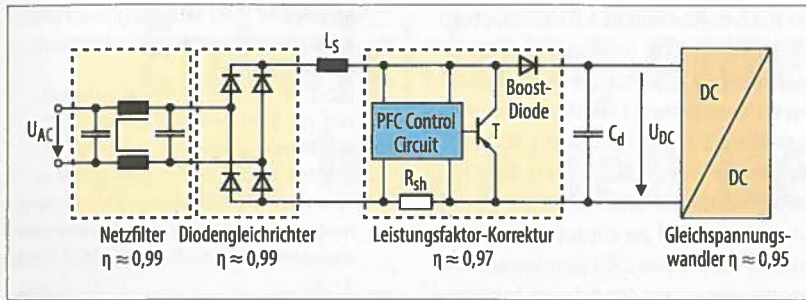 L_S
Boost-
Diode
DC
U_AC
PFC Control
Circuit
T
C_d
U_DC
R_sh
DC
Netzfilter
η ≈ 0,99
Diodengleichrichter
η ≈ 0,99
Leistungsfaktor-Korrektur
η ≈ 0,97
Gleichspannungs-
wandler η ≈ 0,95